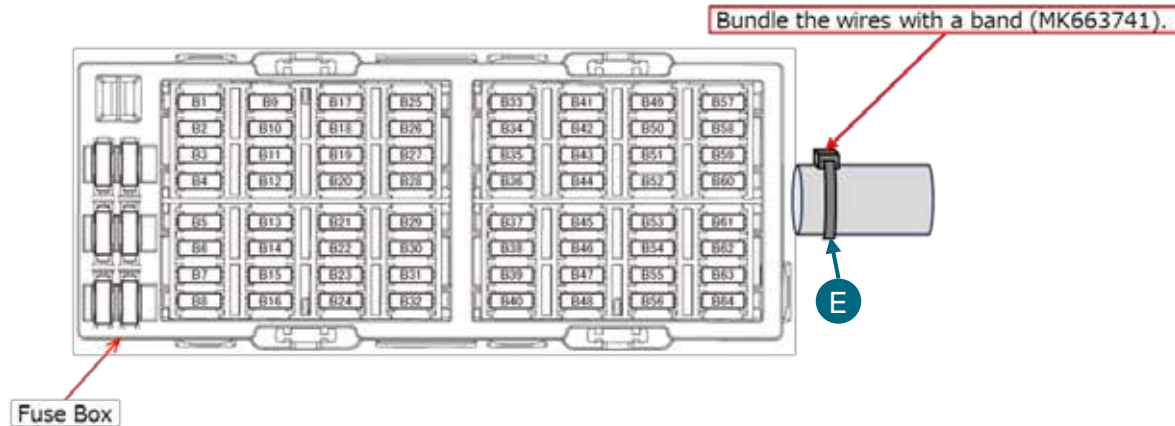 Bundle the wires with a band (MK663741).
B1 B9 B17 B25 B33 B41 B49 B57
B2 B10 B18 B26 B34 B42 B50 B58
B3 B11 B19 B27 B35 B43 B51 B59
B4 B12 B20 B28 B36 B44 B52 B60
B5 B13 B21 B29 B37 B45 B53 B61
B6 B14 B22 B30 B38 B46 B54 B62
B7 B15 B23 B31 B39 B47 B55 B63
B8 B16 B24 B32 B40 B48 B56 B64
E
Fuse Box